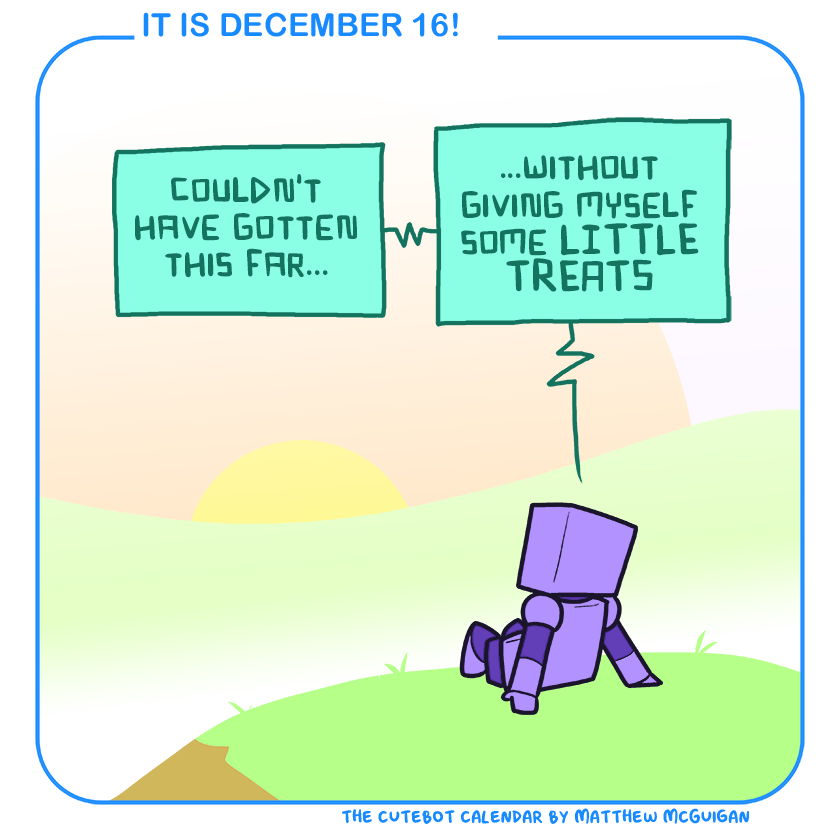 IT IS DECEMBER 16!
COULDN'T
HAVE GOTTEN
THIS FAR...
...WITHOUT
GIVING MYSELF
SOME LITTLE
TREATS
THE CUTEBOT CALENDAR BY MATTHEW MCGUIGAN